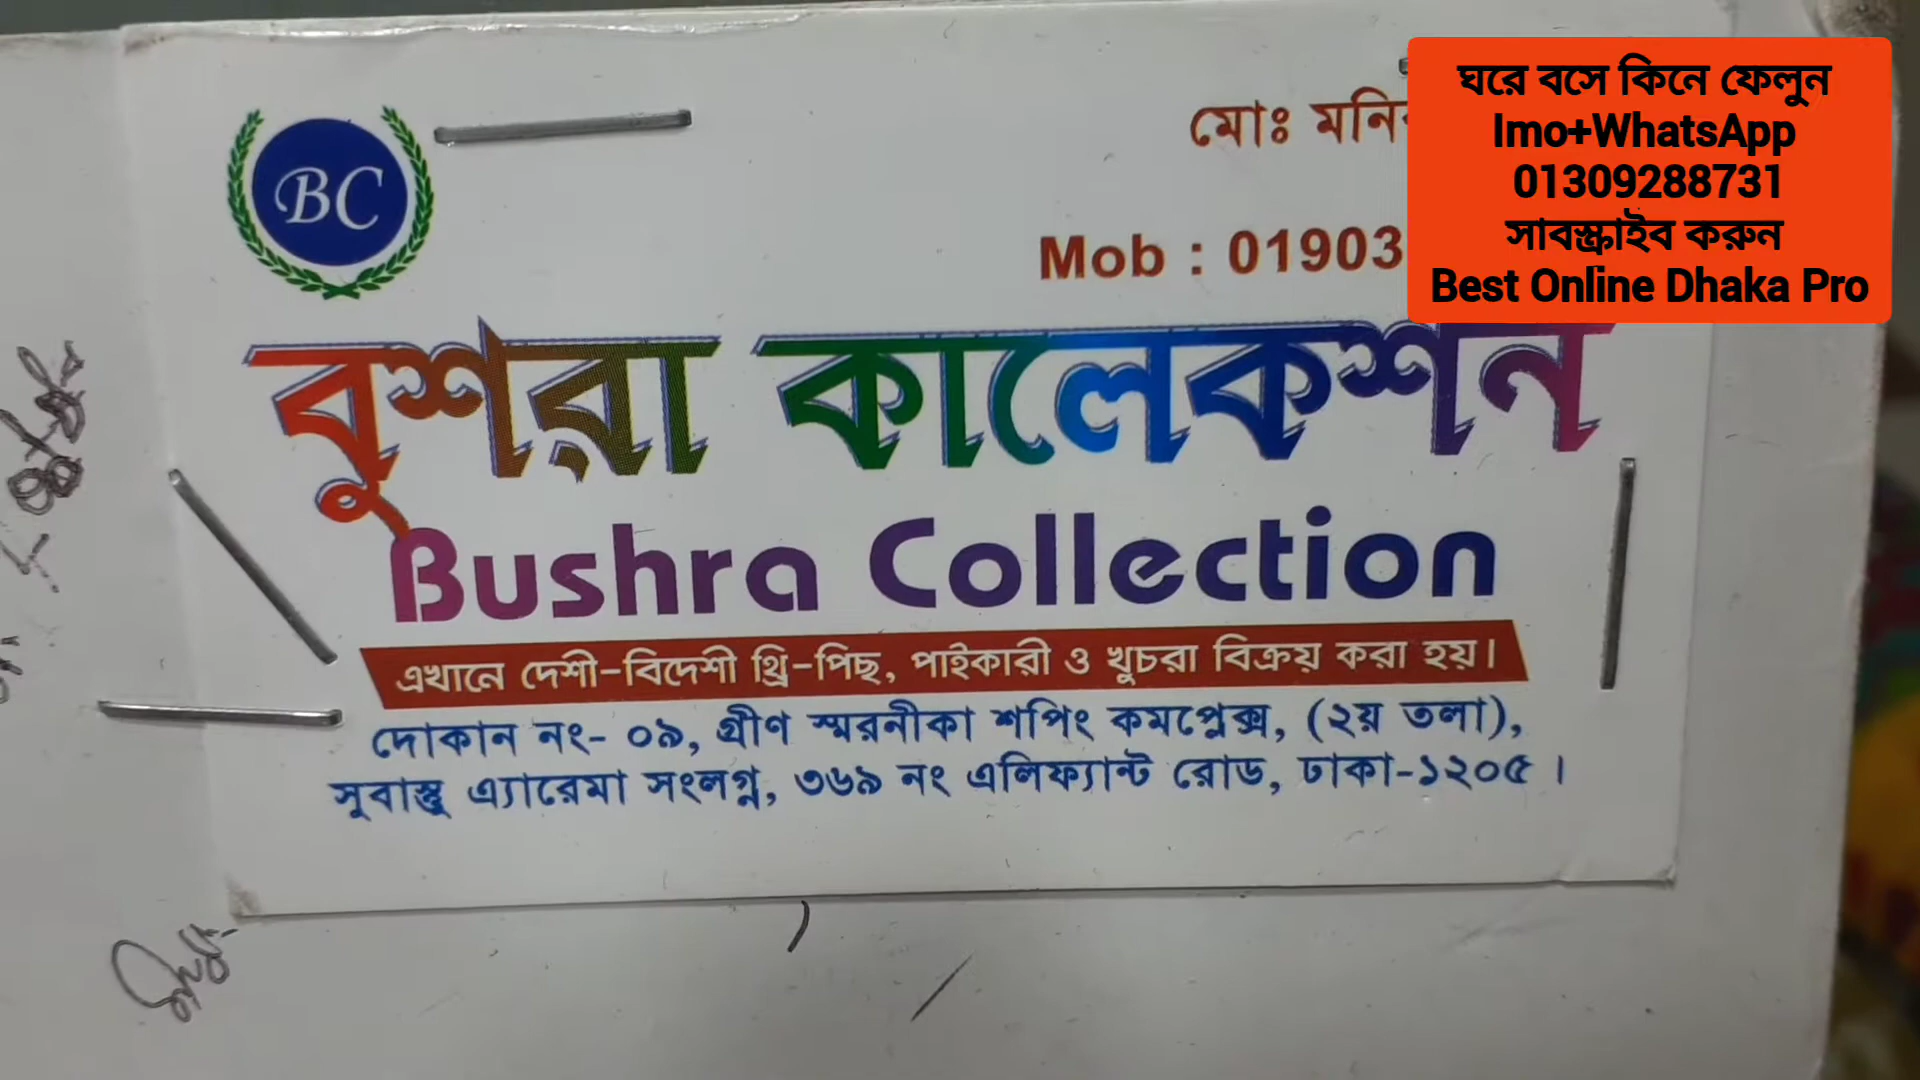 BC
মোঃ
Mob : 01903
ঘরে বসে কিনে ফেলুন
Imo+WhatsApp
01309288731
সাবস্ক্রাইব করুন
Best Online Dhaka Pro
বুশরা কালেকশন
Bushra Collection
এখানে দেশী-বিদেশী থ্রি-পিছ, পাইকারী ও খুচরা বিক্রয় করা হয়।
দোকান নং- ০৯, গ্রীণ স্মরনীকা শপিং কমপ্লেক্স, (২য় তলা),
সুবাস্তু এ্যারেমা সংলগ্ন, ৩৬৯ নং এলিফ্যান্ট রোড, ঢাকা-১২০৫।